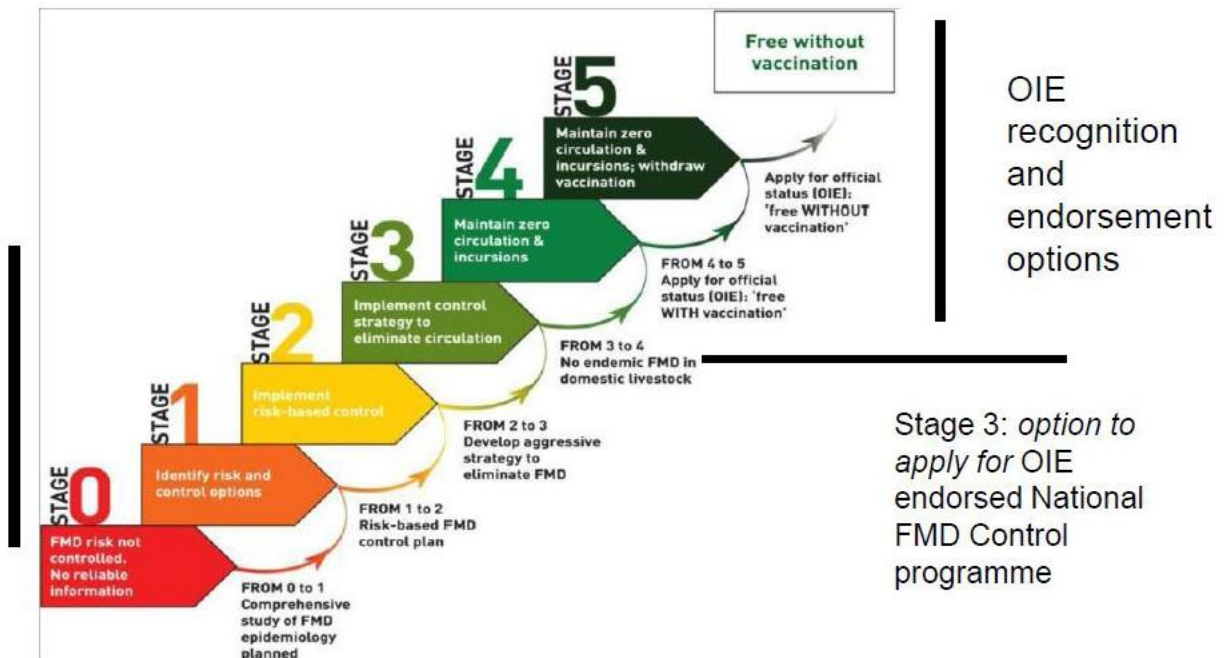 Free without
vaccination
STAGE 5
Maintain zero
circulation &
incursions; withdraw
vaccination
Apply for official
status (OIE):
'free WITHOUT
vaccination'
STAGE 4
Maintain zero
circulation &
incursions
FROM 4 to 5
Apply for official
status (OIE): 'free
WITH vaccination'
STAGE 3
Implement control
strategy to
eliminate circulation
FROM 3 to 4
No endemic FMD in
domestic livestock
STAGE 2
Implement
risk-based control
FROM 2 to 3
Develop aggressive
strategy to
eliminate FMD
STAGE 1
Identify risk and
control options
FROM 1 to 2
Risk-based FMD
control plan
STAGE 0
FMD risk not
controlled.
No reliable
information
FROM 0 to 1
Comprehensive
study of FMD
epidemiology
planned
OIE
recognition
and
endorsement
options
Stage 3: option to
apply for OIE
endorsed National
FMD Control
programme